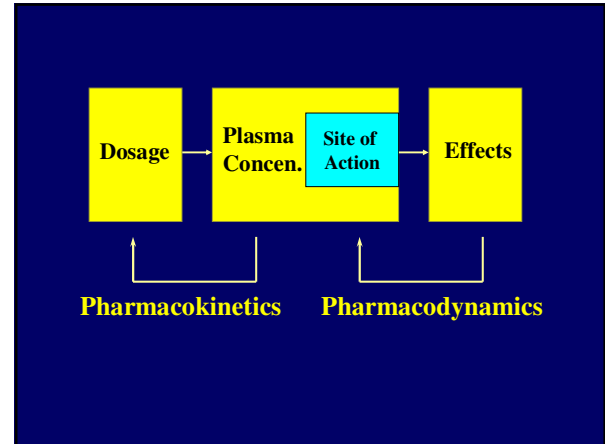 Dosage
Plasma
Concen.
Site of
Action
Effects
Pharmacokinetics
Pharmacodynamics